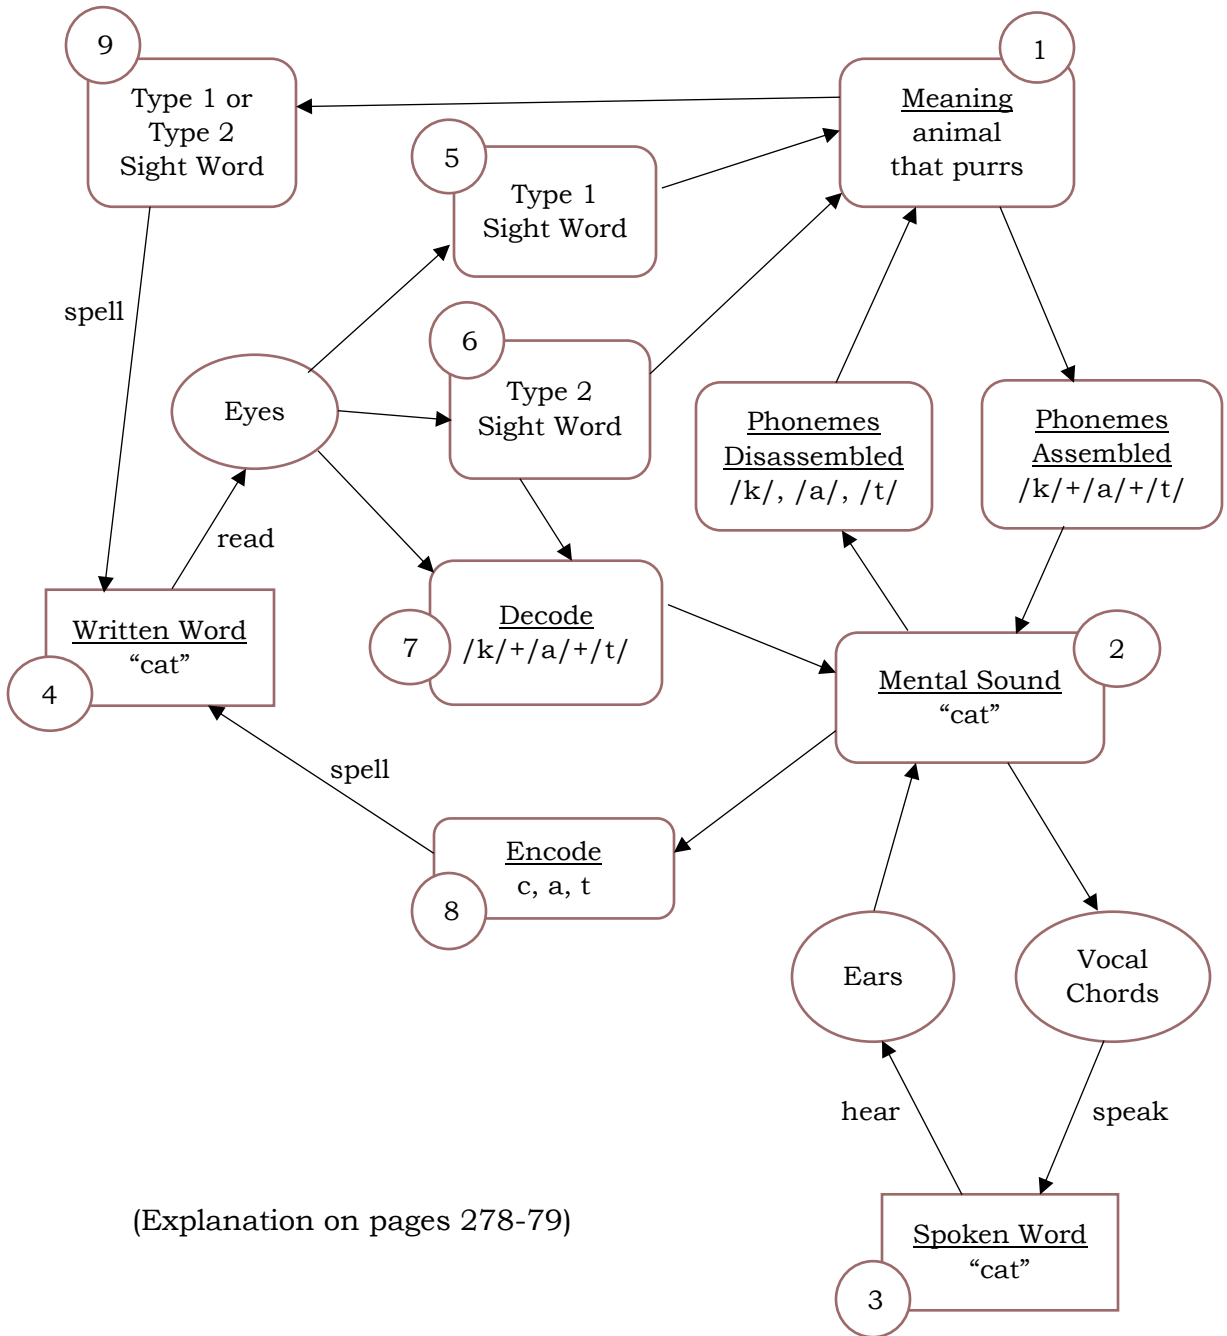 9
Type 1 or
Type 2
Sight Word
1
Meaning
animal
that purrs
5
Type 1
Sight Word
spell
6
Type 2
Sight Word
Eyes
Phonemes
Disassembled
/k/, /a/, /t/
Phonemes
Assembled
/k/+/a/+/t/
read
Written Word
“cat”
4
7
Decode
/k/+/a/+/t/
2
Mental Sound
“cat”
spell
Encode
c, a, t
8
Ears
Vocal
Chords
hear
speak
(Explanation on pages 278-79)
Spoken Word
“cat”
3